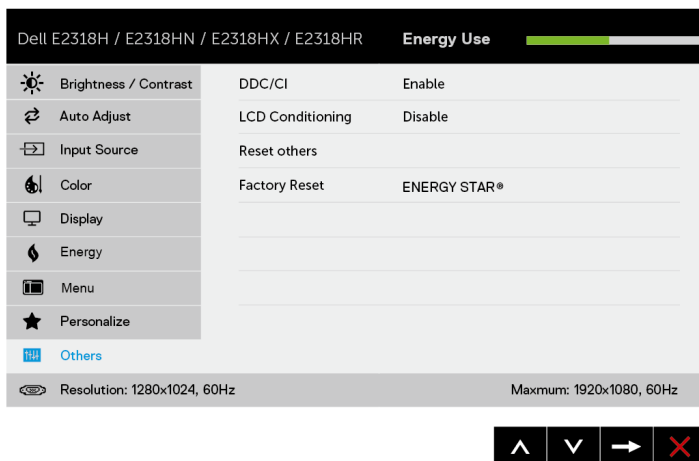 Dell E2318H / E2318HN / E2318HX / E2318HR Energy Use
Brightness / Contrast DDC/CI Enable
Auto Adjust LCD Conditioning Disable
Input Source Reset others
Color Factory Reset ENERGY STAR®
Display
Energy
Menu
Personalize
Others
Resolution: 1280x1024, 60Hz Maxmum: 1920x1080, 60Hz